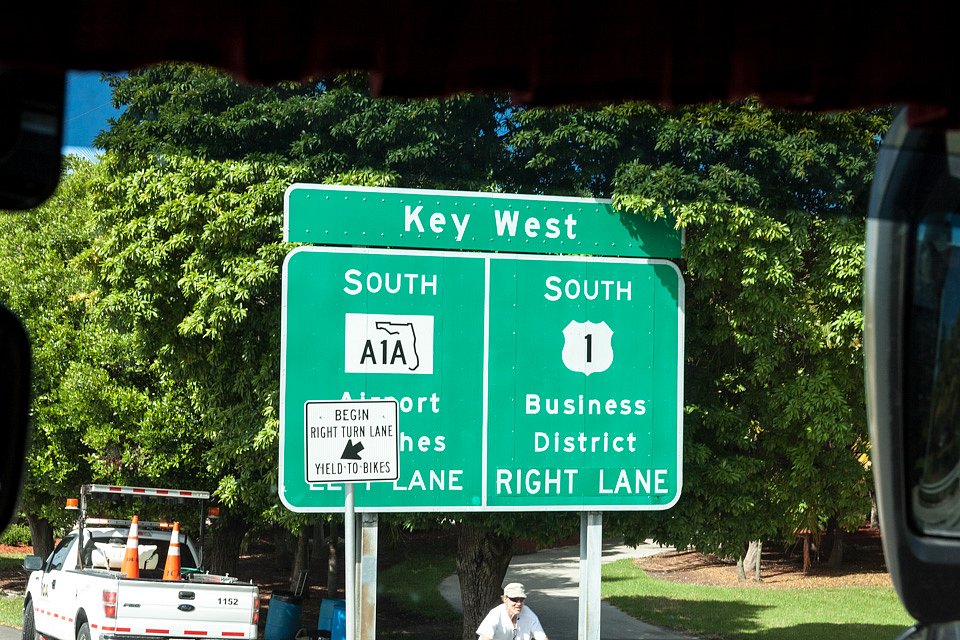 Key West
SOUTH
A1A
Airport
LANE
BEGIN
RIGHT TURN LANE
YIELD TO BIKES
SOUTH
1
Business
District
RIGHT LANE
1152